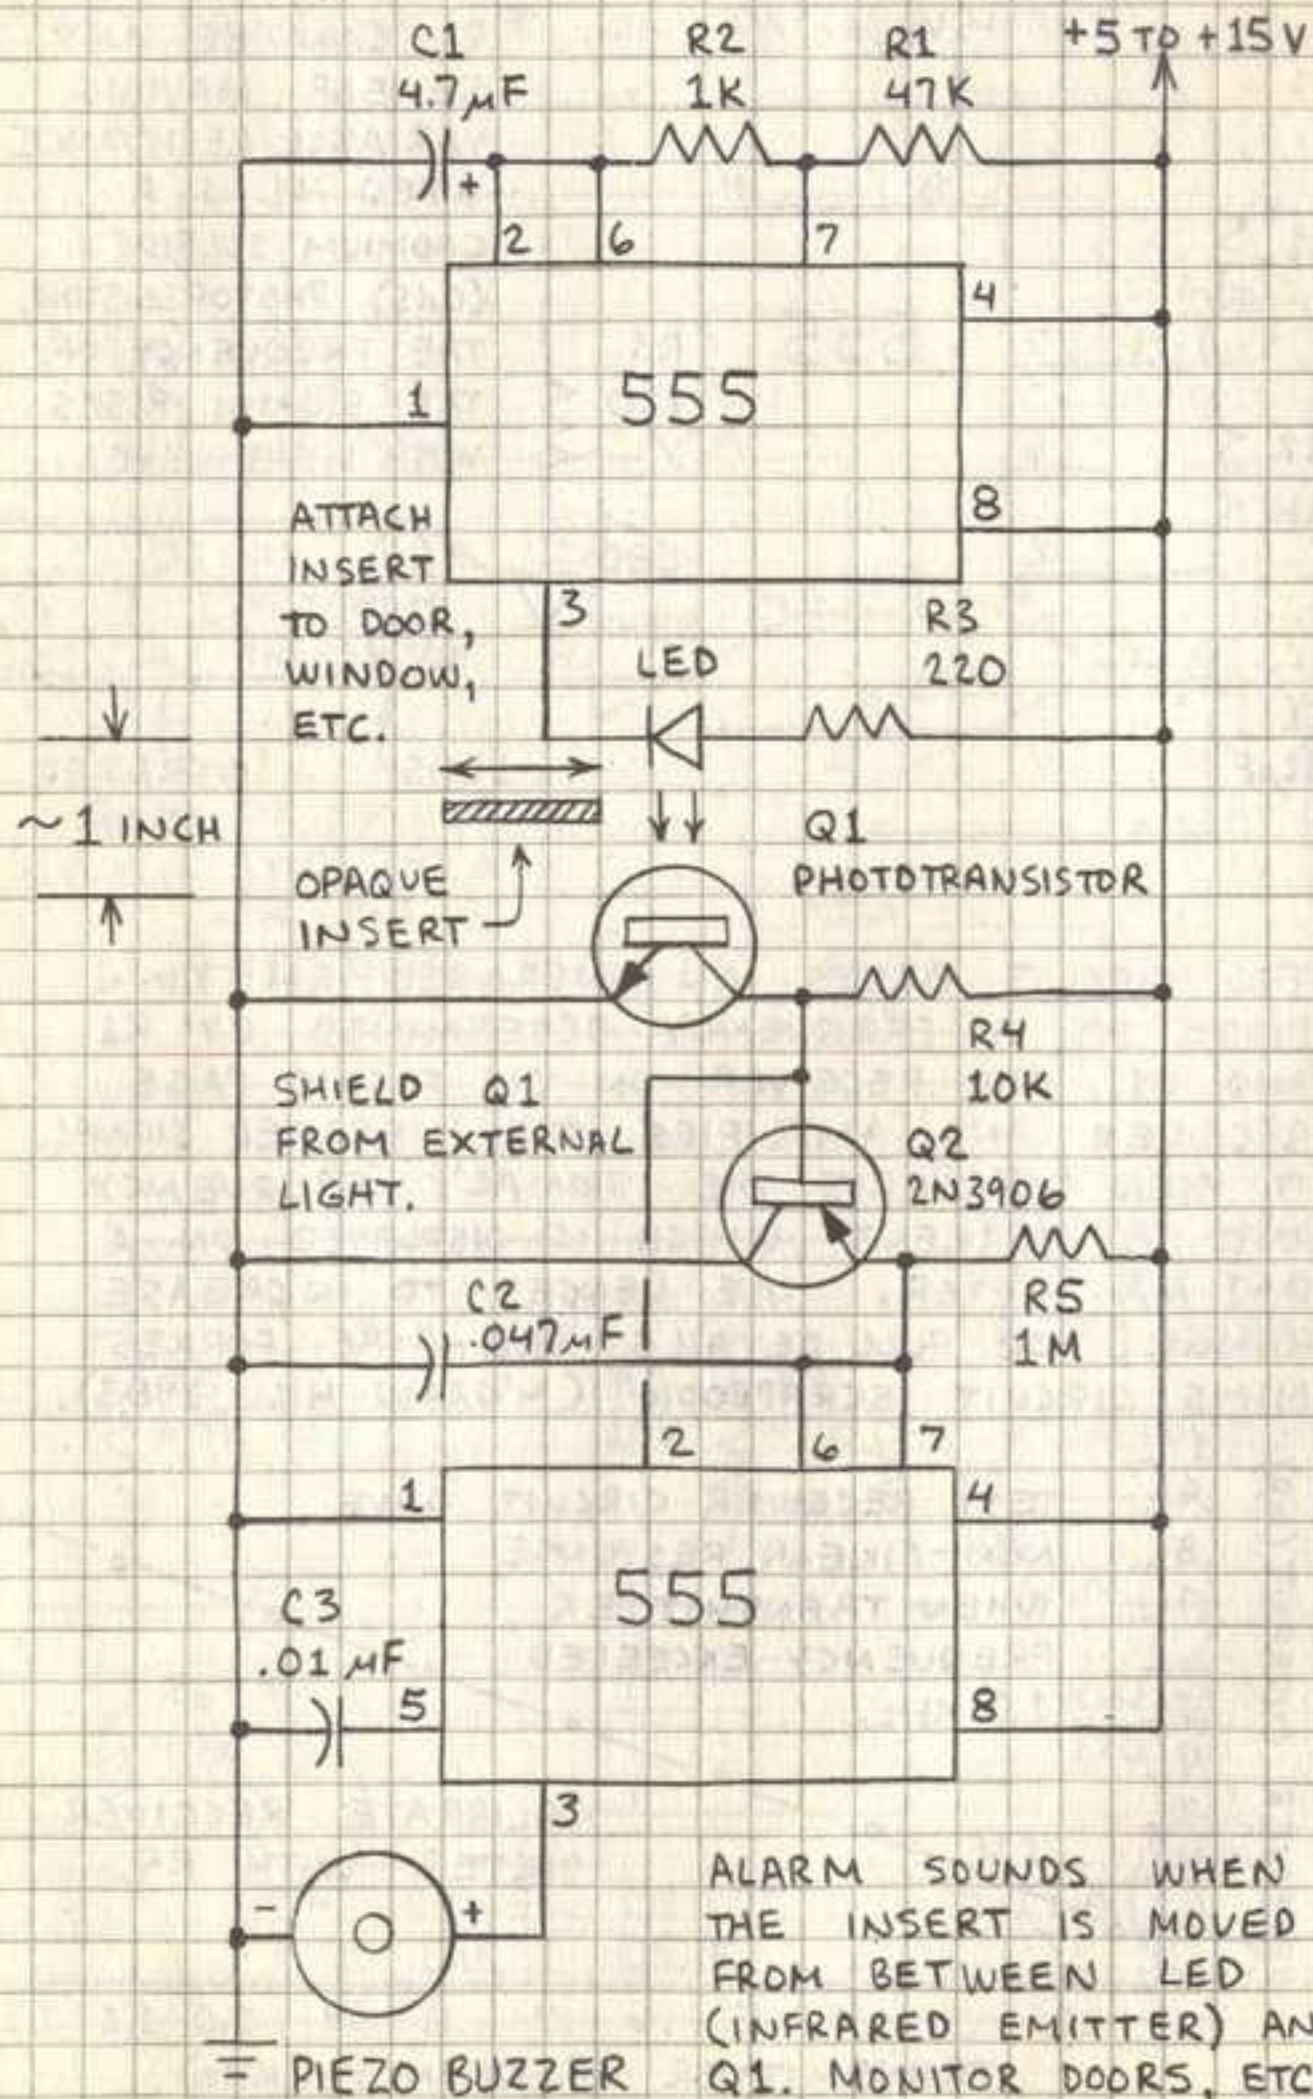 C1
4.7µF
R2
1K
R1
47K
+5 TO +15 V
+
2
6
7
4
555
1
8
ATTACH
INSERT
TO DOOR,
WINDOW,
ETC.
3
R3
220
LED
~1 INCH
OPAQUE
INSERT
Q1
PHOTOTRANSISTOR
R4
10K
SHIELD Q1
FROM EXTERNAL
LIGHT.
Q2
2N3906
C2
.047µF
R5
1M
2
6
7
1
4
555
C3
.01µF
5
8
3
-
+
PIEZO BUZZER
ALARM SOUNDS WHEN
THE INSERT IS MOVED
FROM BETWEEN LED
(INFRARED EMITTER) AN
Q1. MONITOR DOORS, ETC